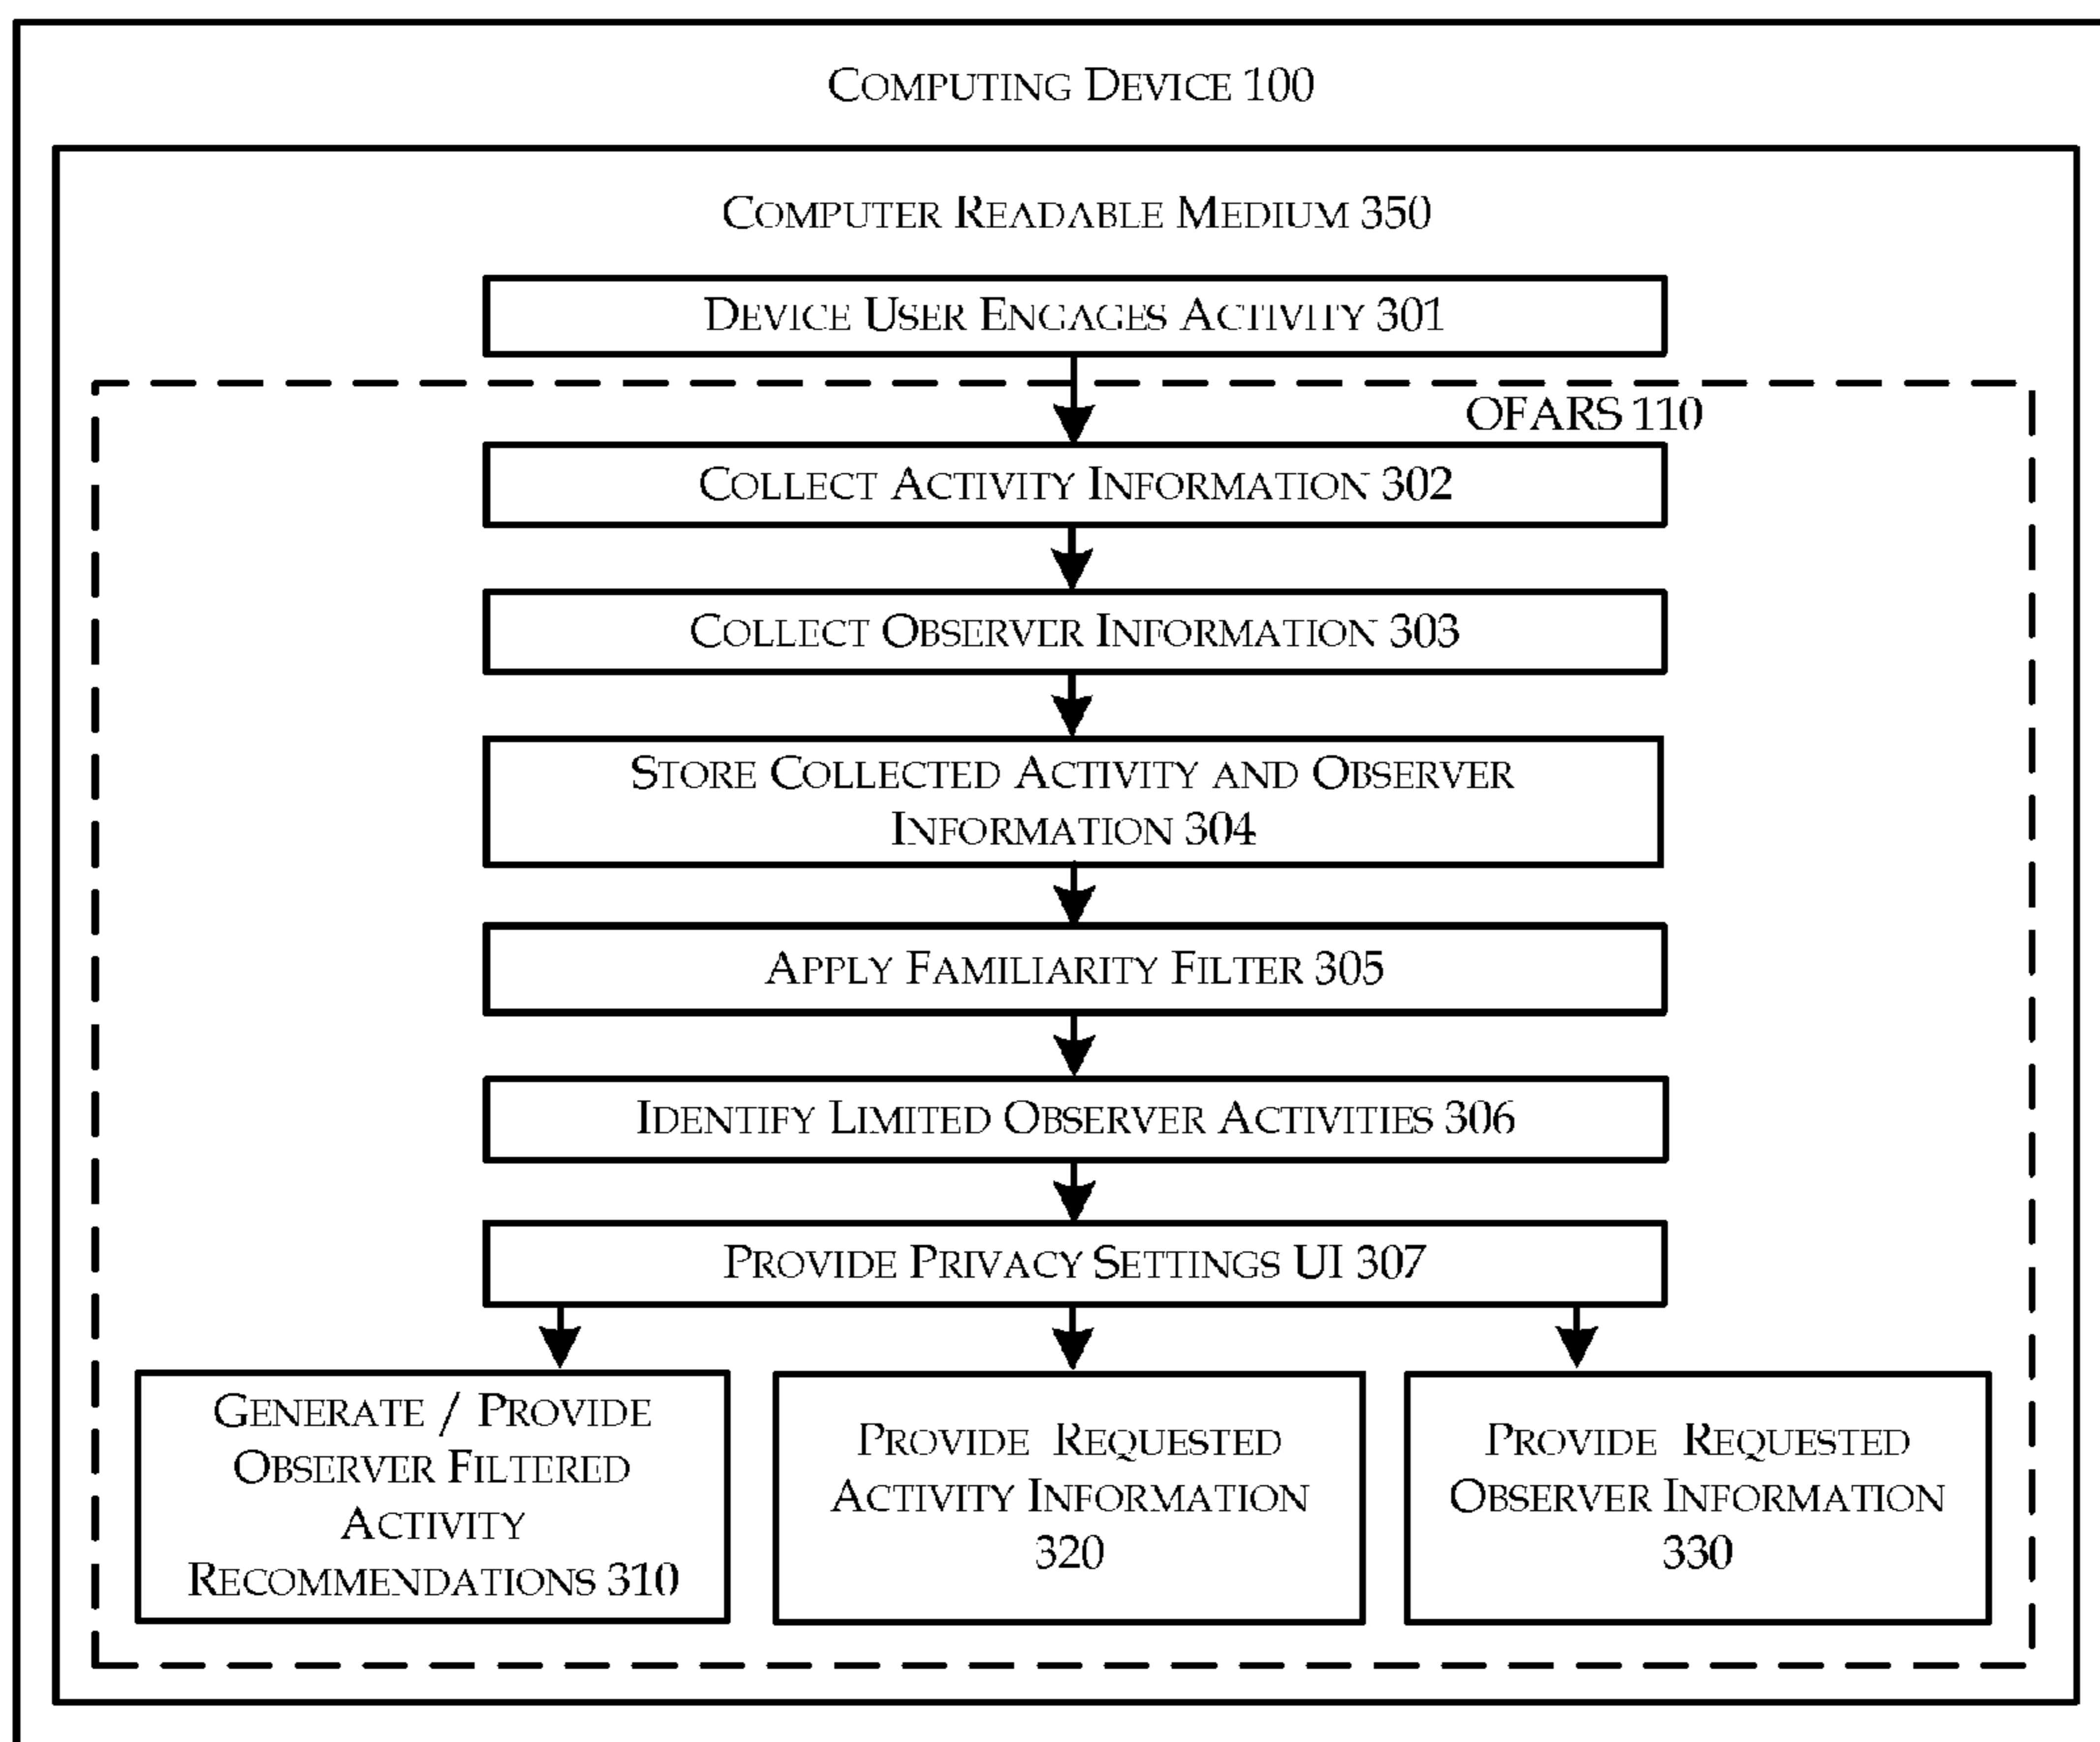 COMPUTING DEVICE 100
COMPUTER READABLE MEDIUM 350
DEVICE USER ENGAGES ACTIVITY 301
OFARS 110
COLLECT ACTIVITY INFORMATION 302
COLLECT OBSERVER INFORMATION 303
STORE COLLECTED ACTIVITY AND OBSERVER
INFORMATION 304
APPLY FAMILIARITY FILTER 305
IDENTIFY LIMITED OBSERVER ACTIVITIES 306
PROVIDE PRIVACY SETTINGS UI 307
GENERATE / PROVIDE
OBSERVER FILTERED
ACTIVITY
RECOMMENDATIONS 310
PROVIDE REQUESTED
ACTIVITY INFORMATION
320
PROVIDE REQUESTED
OBSERVER INFORMATION
330